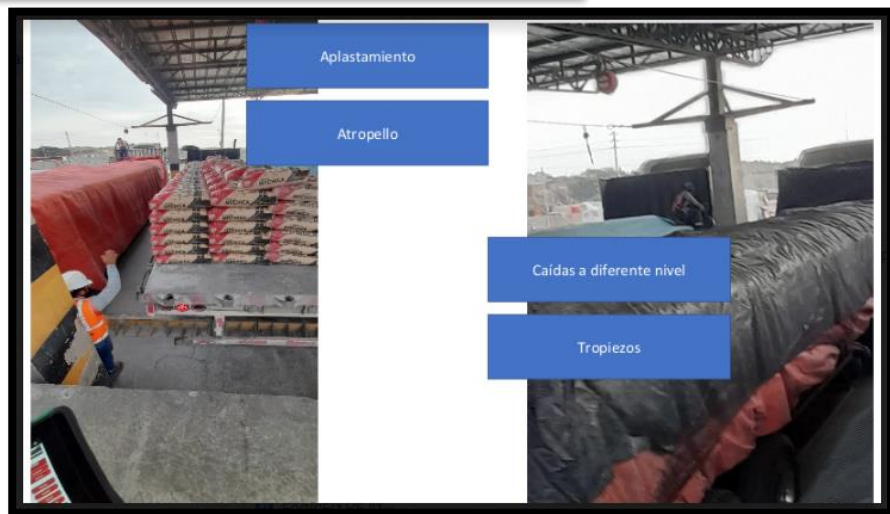 Aplastamiento
Atropello
Caídas a diferente nivel
Tropiezos